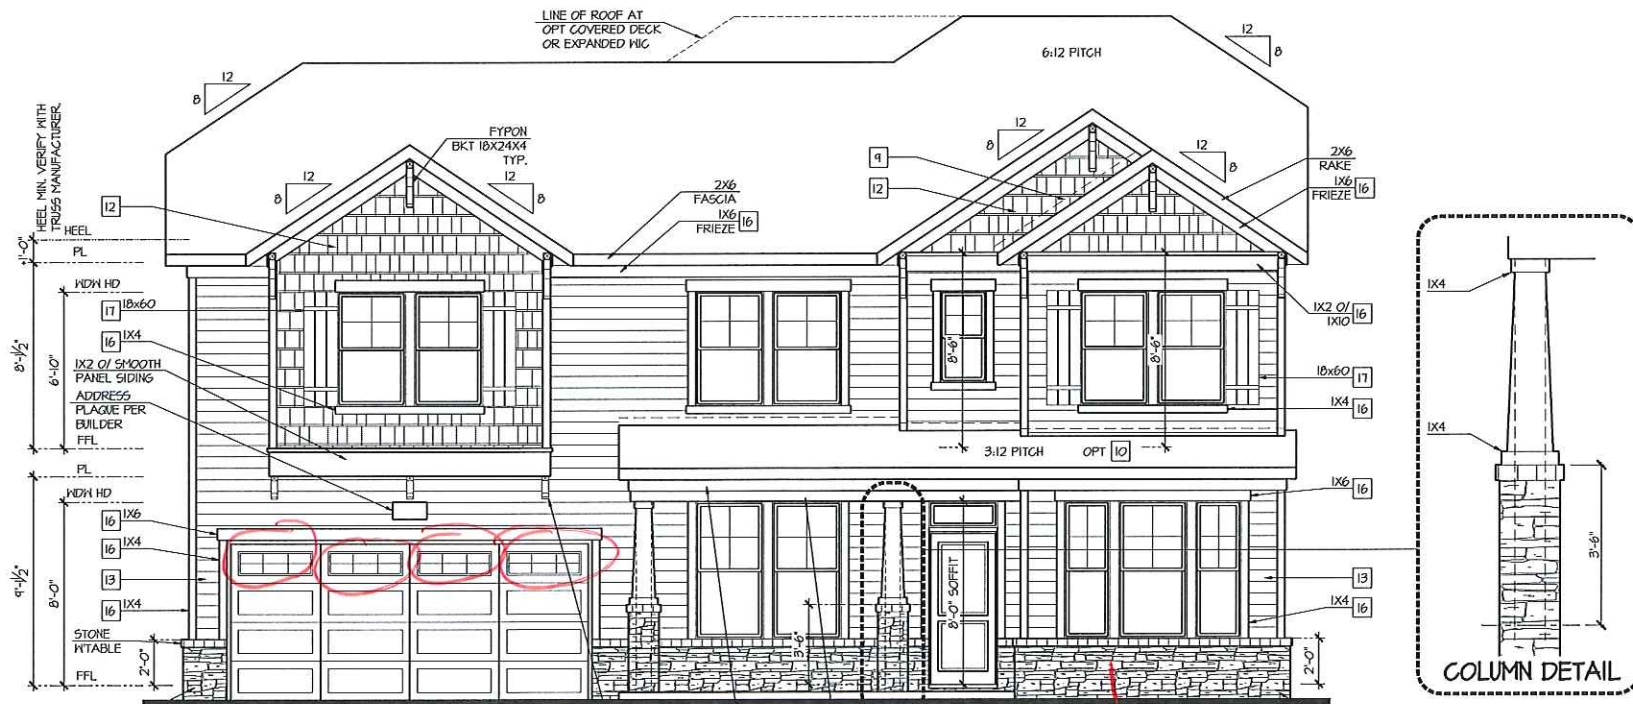 LINE OF ROOF AT
OPT COVERED DECK
OR EXPANDED WIC
12
8
6:12 PITCH
12
8
HEEL MIN. VERIFY WITH
TRUSS MANUFACTURER.
FYPON
BKT 18X24X4
TYP.
12
8
12
8
12
8
12
8
9
12
2X6
RAKE
1X6
FRIEZE 16
12
2X6
FASCIA
1X6
FRIEZE 16
1'-0"
HEEL
PL
WDW HD
17 18x60
16 1X4
1X2 O/ SMOOTH
PANEL SIDING
ADDRESS
PLAQUE PER
BUILDER
FFL
8'-1/2"
6'-10"
8'-6"
8'-6"
1X2 O/
1X10 16
18x60 17
1X4 16
3:12 PITCH
OPT 10
PL
WDW HD
16 1X6
16 1X4
13
16 1X4
STONE
WTABLE
FFL
9'-1/2"
8'-0"
2'-0"
3'-6"
8'-0" SOFFIT
1X6 16
13
1X4 16
2'-0"
1X4
1X4
3'-6"
COLUMN DETAIL